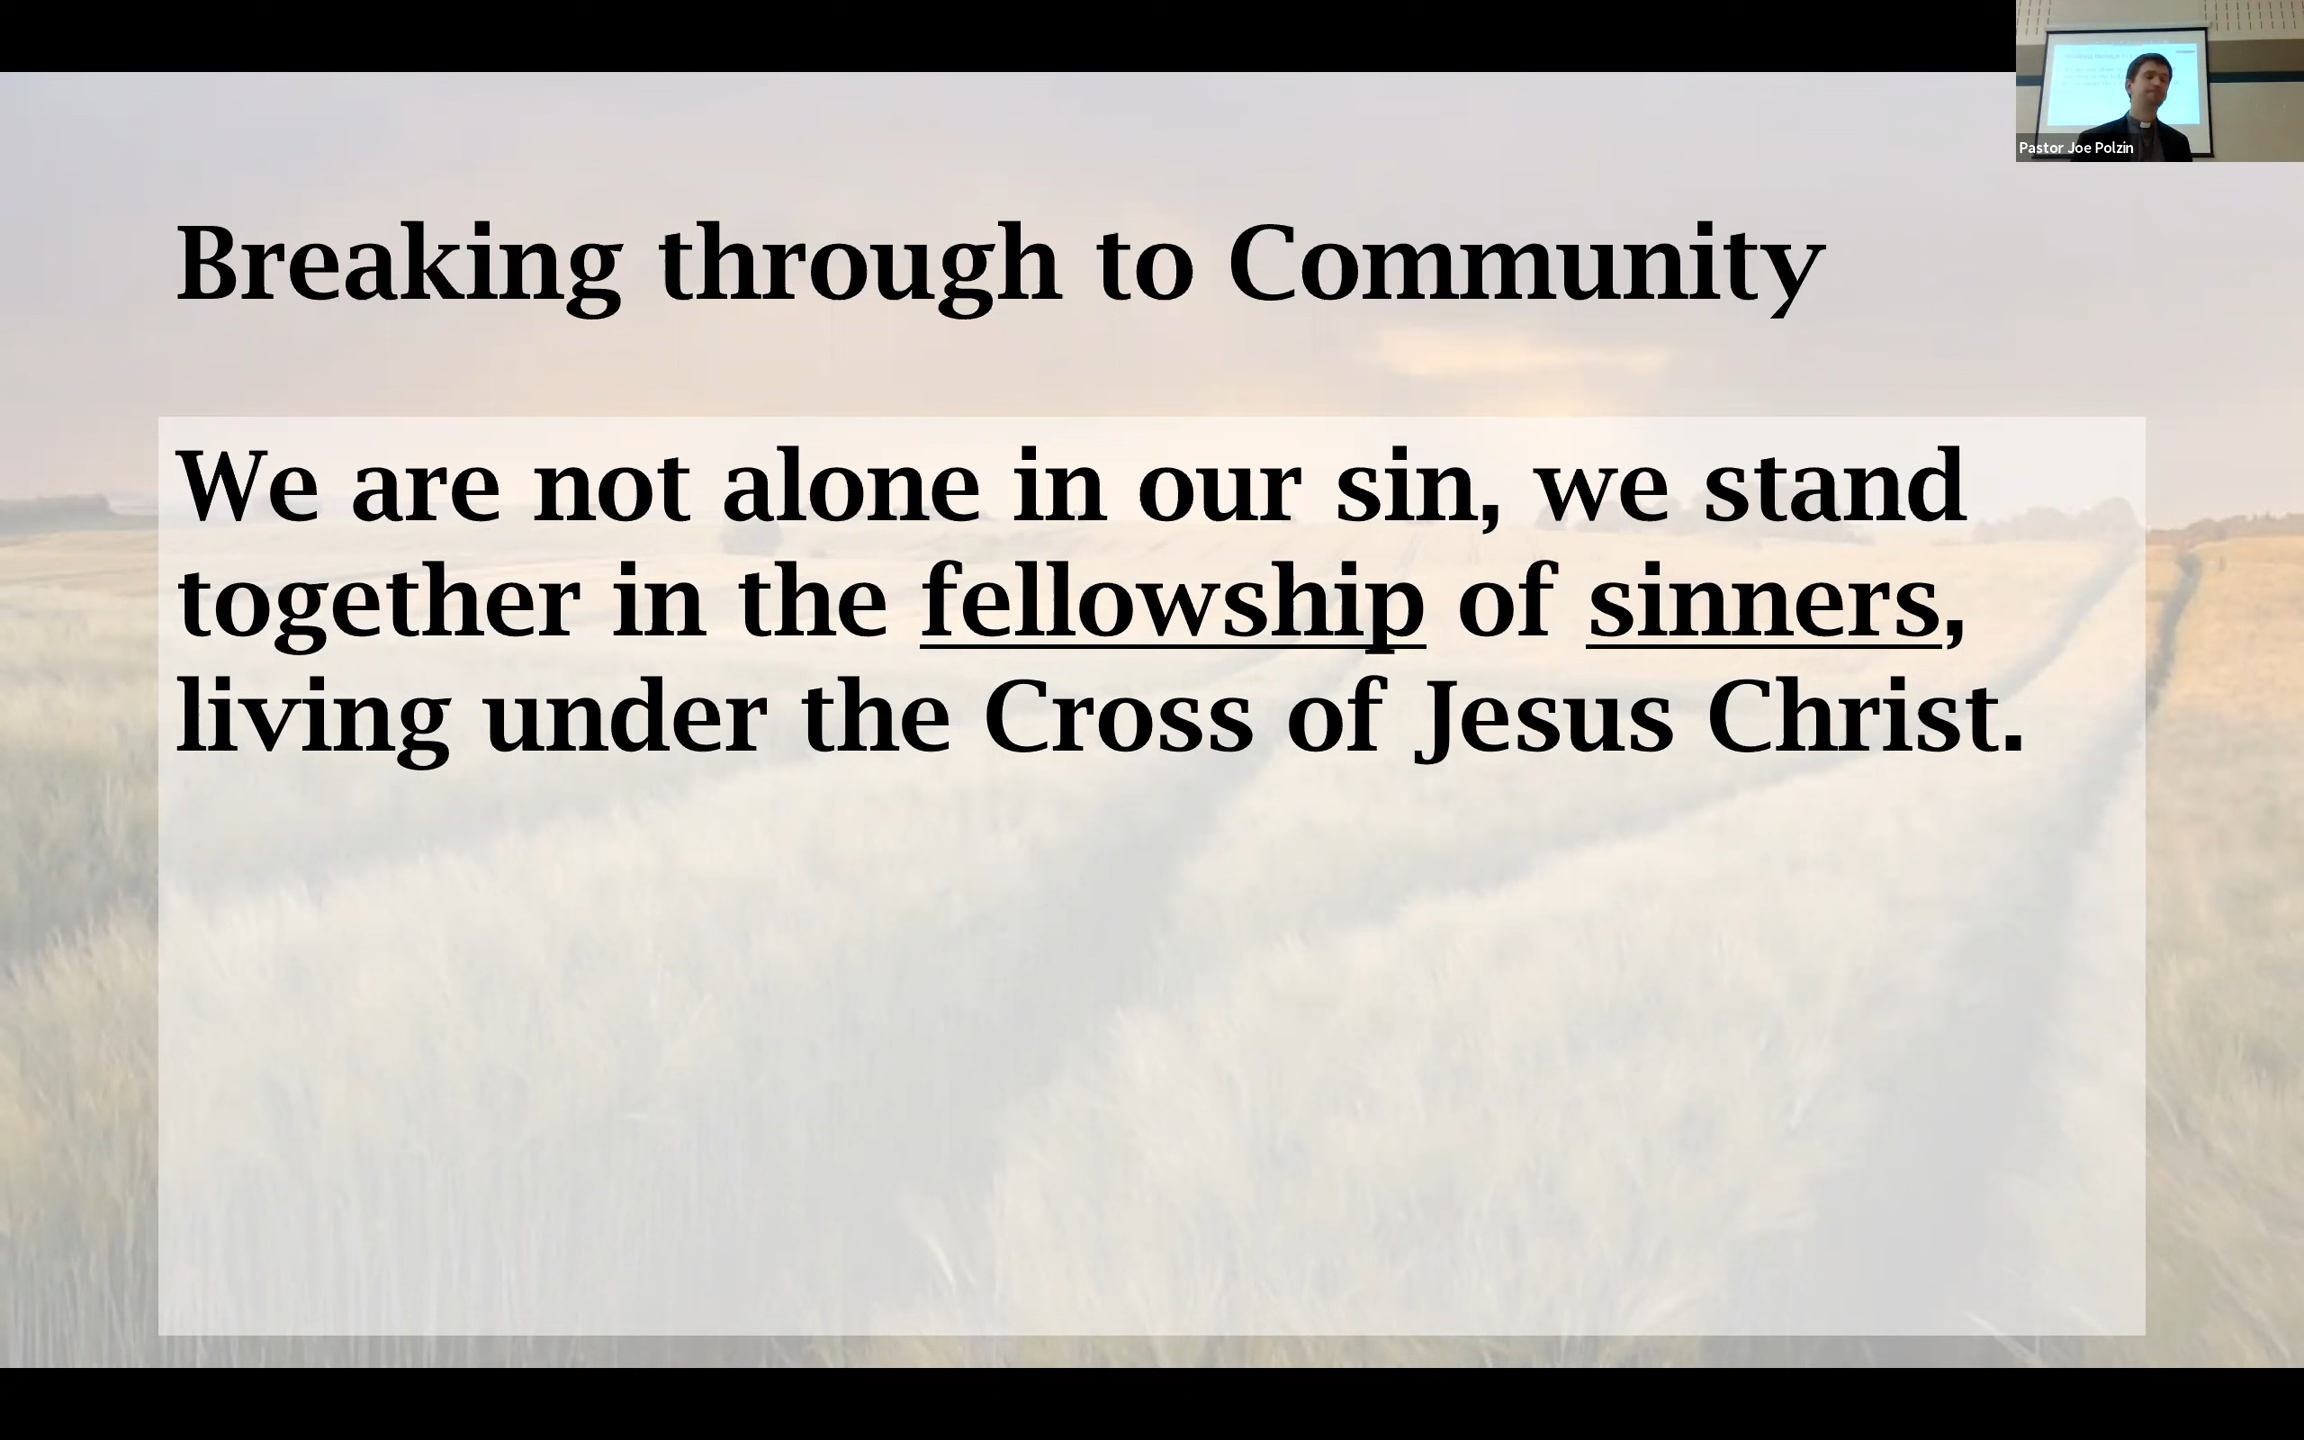 Breaking through to Community
We are not alone in our sin, we stand
together in the fellowship of sinners,
living under the Cross of Jesus Christ.
Pastor Joe Polzin